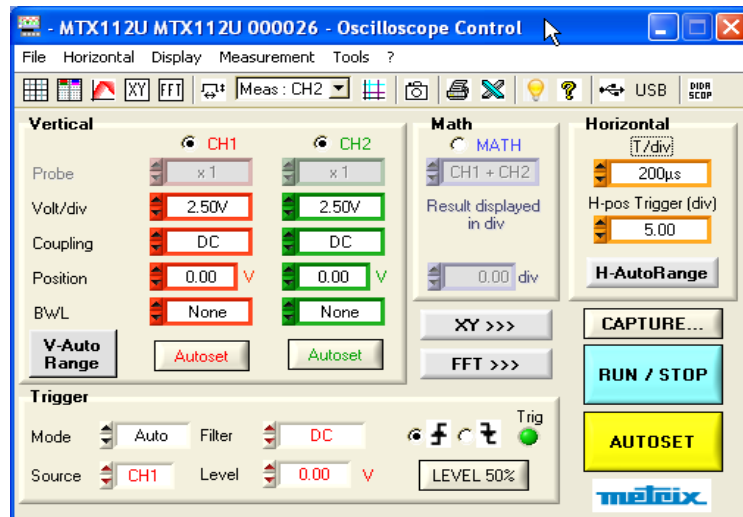 - MTX112U MTX112U 000026 - Oscilloscope Control
File Horizontal Display Measurement Tools ?
XY FFT Meas : CH2 USB DIDA SCOP
Vertical
CH1 CH2
Probe x 1 x 1
Volt/div 2.50V 2.50V
Coupling DC DC
Position 0.00 V 0.00 V
BWL None None
V-Auto
Range
Autoset Autoset
Math
MATH
CH1 + CH2
Result displayed
in div
0.00 div
XY >>>
FFT >>>
Horizontal
T/div
200µs
H-pos Trigger (div)
5.00
H-AutoRange
CAPTURE...
RUN / STOP
AUTOSET
metrix
Trigger
Mode Auto Filter DC Trig
Source CH1 Level 0.00 V LEVEL 50%